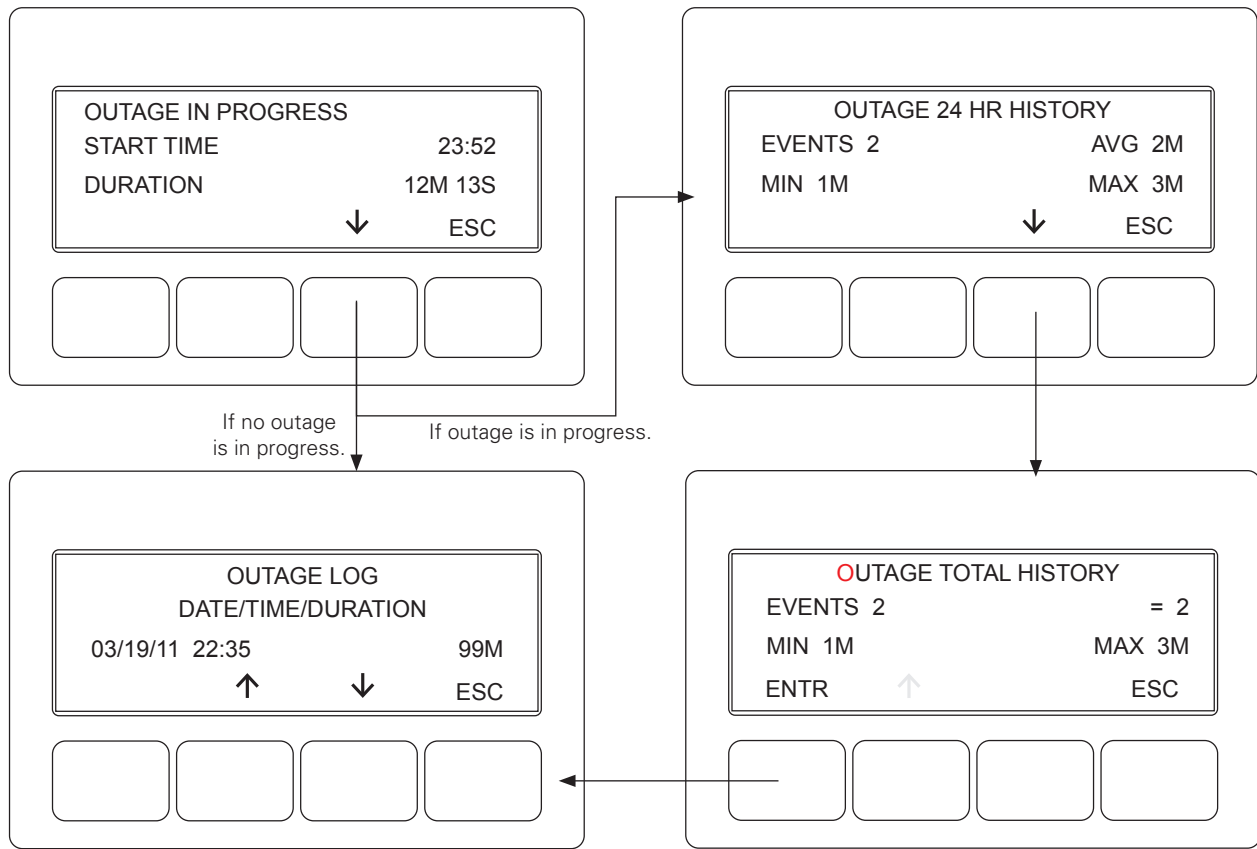 OUTAGE IN PROGRESS
START TIME 23:52
DURATION 12M 13S
↓ ESC
OUTAGE 24 HR HISTORY
EVENTS 2 AVG 2M
MIN 1M MAX 3M
↓ ESC
If no outage
is in progress.
If outage is in progress.
OUTAGE LOG
DATE/TIME/DURATION
03/19/11 22:35 99M
↑ ↓ ESC
OUTAGE TOTAL HISTORY
EVENTS 2 = 2
MIN 1M MAX 3M
ENTR ↑ ESC